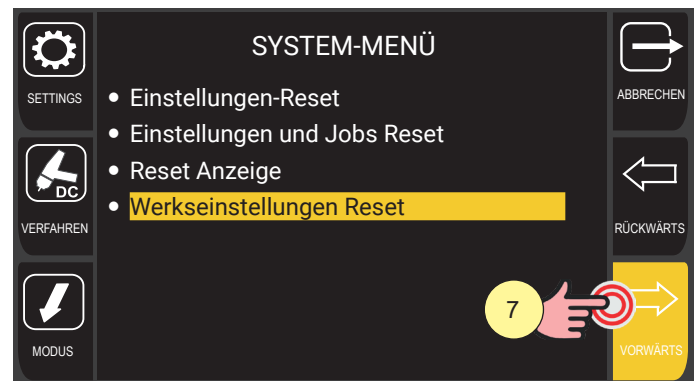 SYSTEM-MENÜ
SETTINGS
ABBRECHEN
• Einstellungen-Reset
• Einstellungen und Jobs Reset
• Reset Anzeige
• Werkseinstellungen Reset
DC
VERFAHREN
RÜCKWÄRTS
7
MODUS
VORWÄRTS